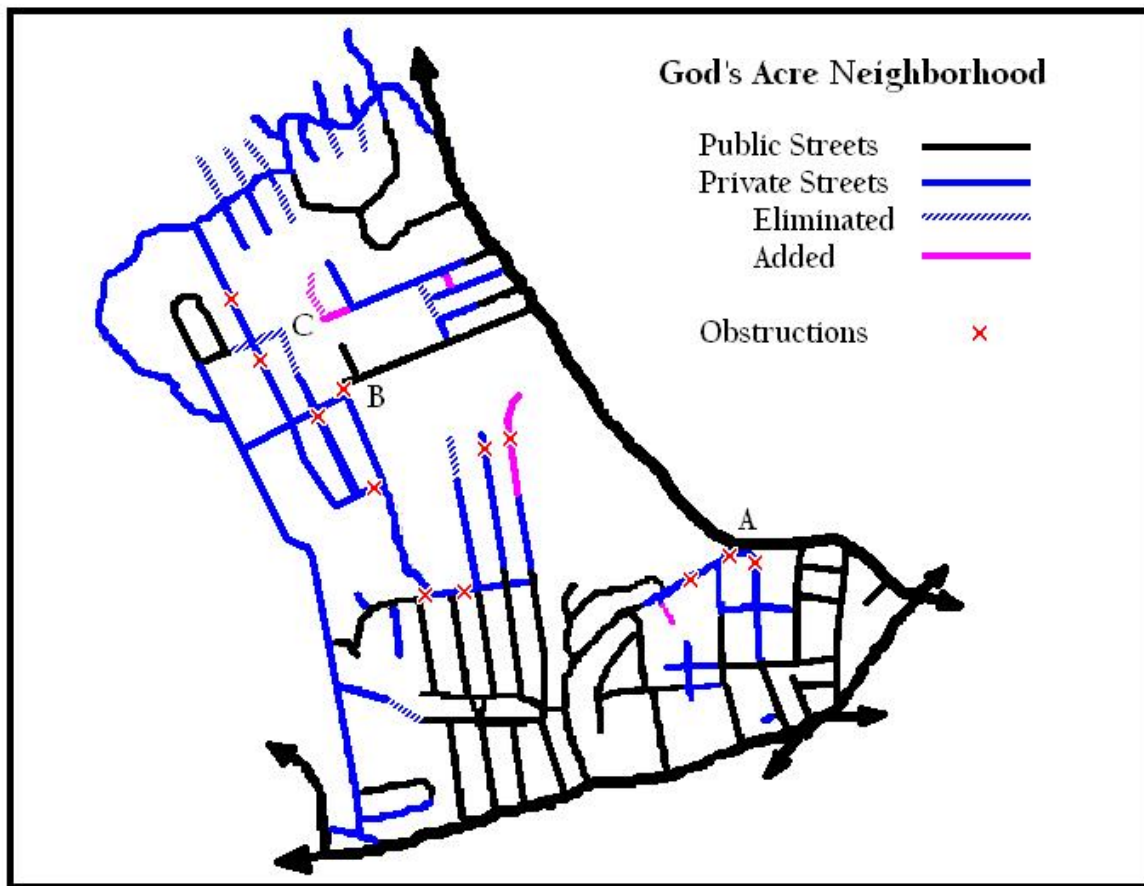 God's Acre Neighborhood
Public Streets
Private Streets
Eliminated
Added
Obstructions
A
B
C